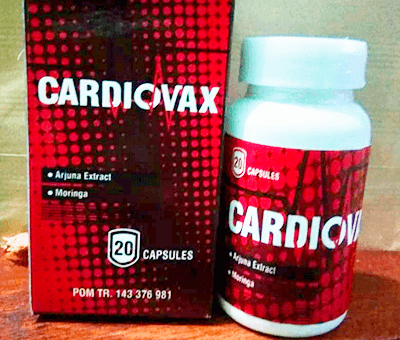 CARDIOVAX
• Arjuna Extract
• Moringa
20 CAPSULES
POM TR. 143 376 981
20 CAPSULES
CARDIOV
• Arjuna Extract
• Moringa